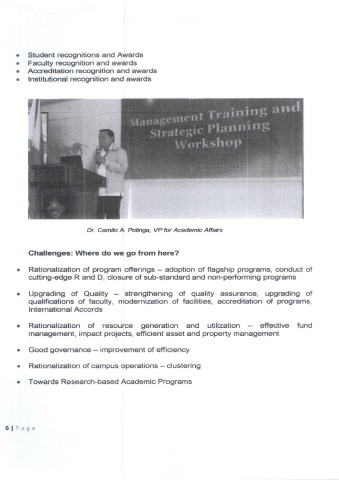 • Student recognitions and Awards
• Faculty recognition and awards
• Accreditation recognition and awards
• Institutional recognition and awards
Management Training and
Strategic Planning
Workshop
Dr. Camilo A. Polinga, VP for Academic Affairs
Challenges: Where do we go from here?
• Rationalization of program offerings – adoption of flagship programs, conduct of
cutting-edge R and D, closure of sub-standard and non-performing programs
• Upgrading of Quality – strengthening of quality assurance, upgrading of
qualifications of faculty, modernization of facilities, accreditation of programs,
International Accords
• Rationalization of resource generation and utilization – effective fund
management, impact projects, efficient asset and property management
• Good governance – improvement of efficiency
• Rationalization of campus operations – clustering
• Towards Research-based Academic Programs
6 | Page